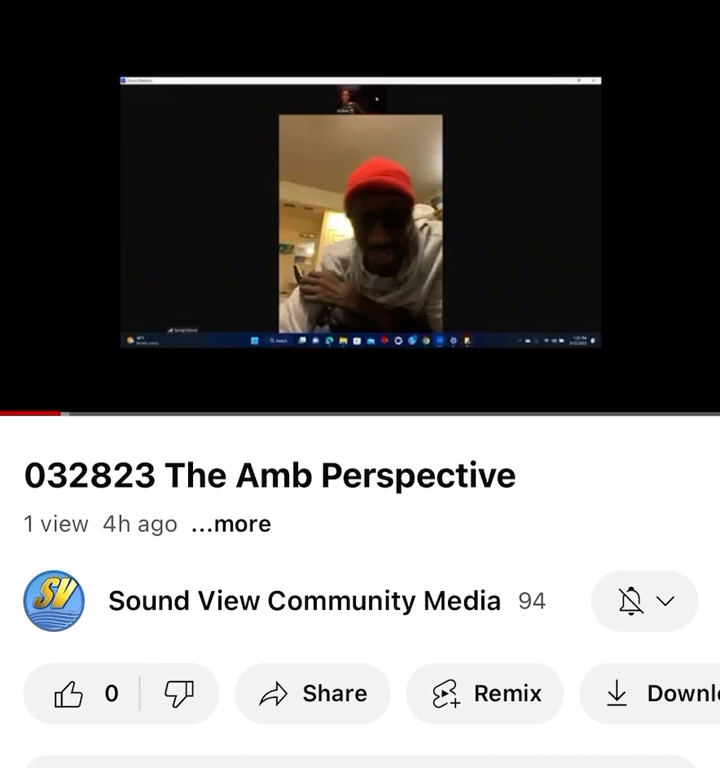 032823 The Amb Perspective
1 view 4h ago ...more
SV
Sound View Community Media 94
0 Share Remix Downl